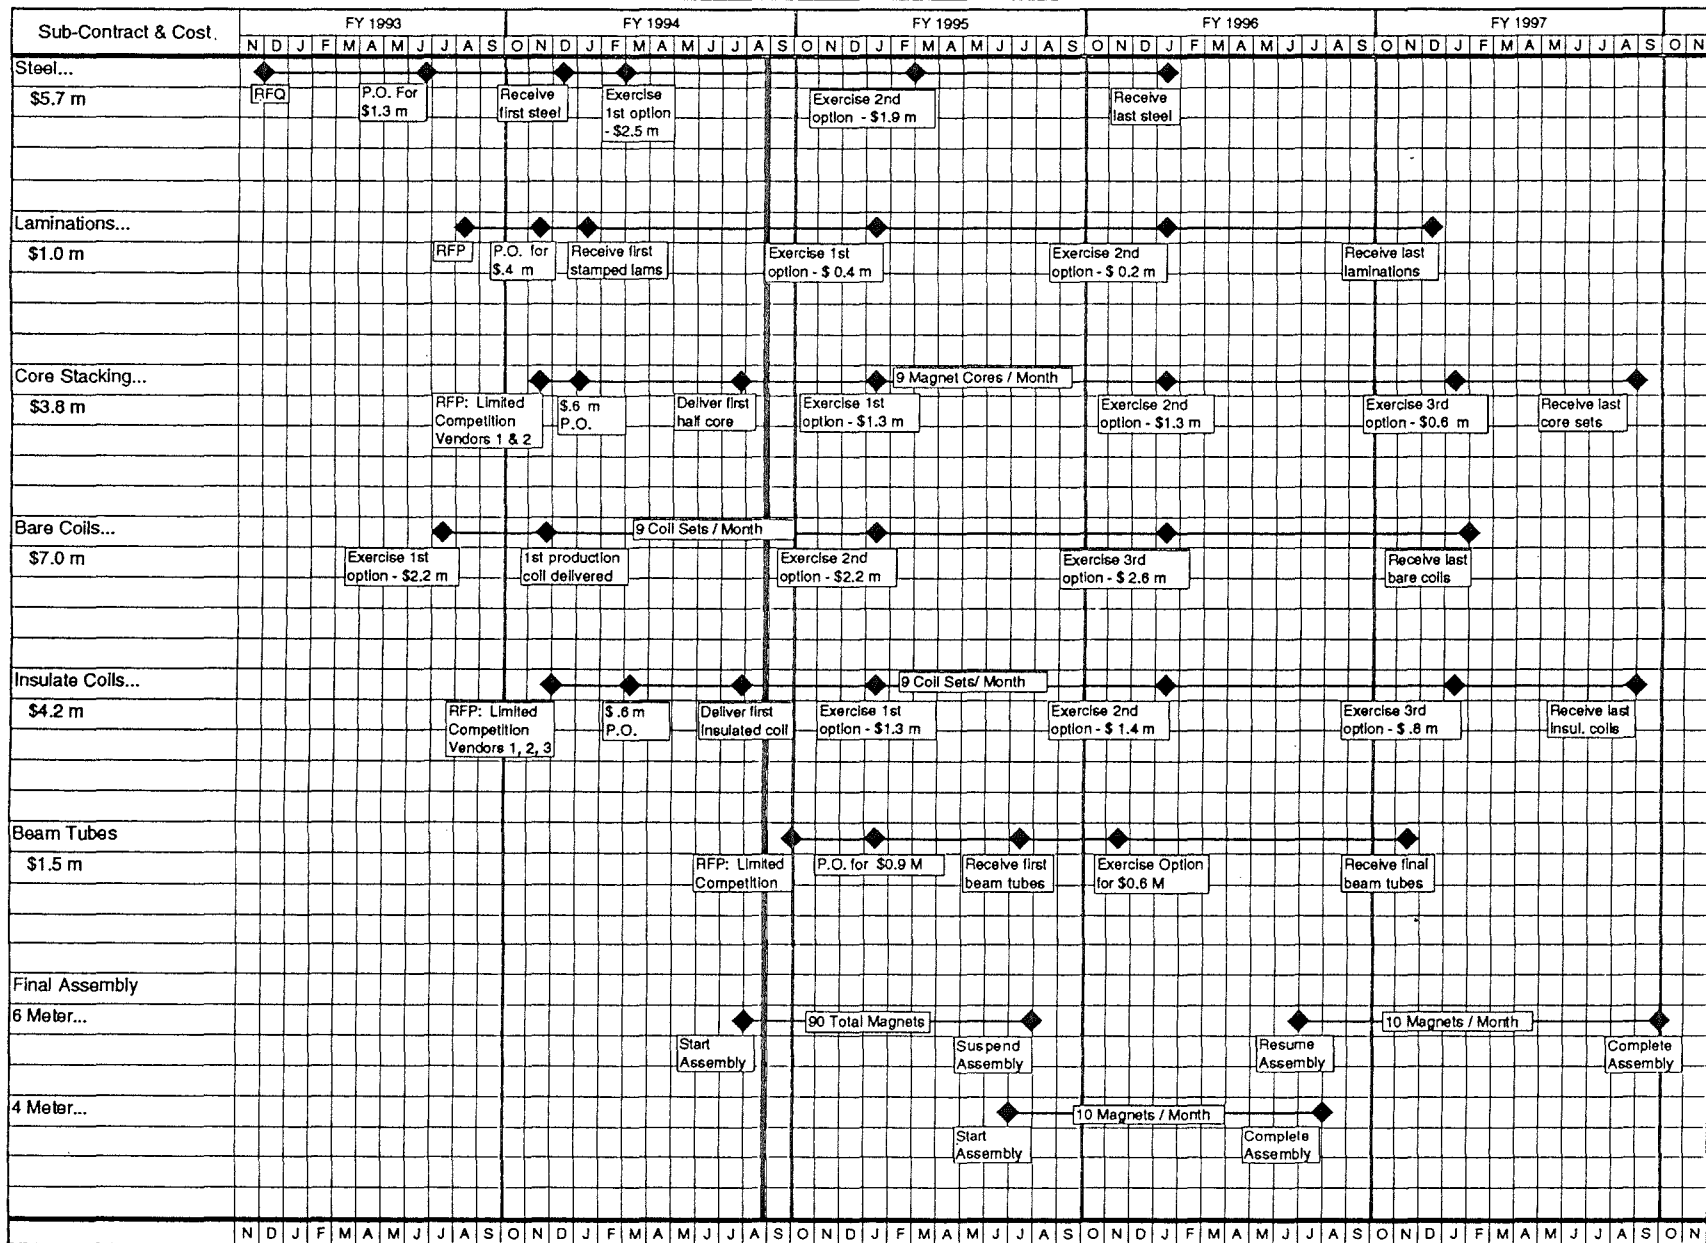 Sub-Contract & Cost
FY 1993 FY 1994 FY 1995 FY 1996 FY 1997
N D J F M A M J J A S O N D J F M A M J J A S O N D J F M A M J J A S O N D J F M A M J J A S O N D J F M A M J J A S O N
Steel...
$5.7 m
RFQ
P.O. For
$1.3 m
Receive
first steel
Exercise
1st option
- $2.5 m
Exercise 2nd
option - $1.9 m
Receive
last steel
Laminations...
$1.0 m
RFP
P.O. for
$.4 m
Receive first
stamped lams
Exercise 1st
option - $ 0.4 m
Exercise 2nd
option - $ 0.2 m
Receive last
laminations
Core Stacking...
$3.8 m
9 Magnet Cores / Month
RFP: Limited
Competition
Vendors 1 & 2
$.6 m
P.O.
Deliver first
half core
Exercise 1st
option - $1.3 m
Exercise 2nd
option - $1.3 m
Exercise 3rd
option - $0.6 m
Receive last
core sets
Bare Coils...
$7.0 m
9 Coil Sets / Month
Exercise 1st
option - $2.2 m
1st production
coil delivered
Exercise 2nd
option - $2.2 m
Exercise 3rd
option - $ 2.6 m
Receive last
bare coils
Insulate Coils...
$4.2 m
9 Coil Sets/ Month
RFP: Limited
Competition
Vendors 1, 2, 3
$ .6 m
P.O.
Deliver first
Insulated coil
Exercise 1st
option - $1.3 m
Exercise 2nd
option - $ 1.4 m
Exercise 3rd
option - $ .8 m
Receive last
insul. coils
Beam Tubes
$1.5 m
RFP: Limited
Competition
P.O. for $0.9 M
Receive first
beam tubes
Exercise Option
for $0.6 M
Receive final
beam tubes
Final Assembly
6 Meter...
90 Total Magnets
10 Magnets / Month
Start
Assembly
Suspend
Assembly
Resume
Assembly
Complete
Assembly
4 Meter...
10 Magnets / Month
Start
Assembly
Complete
Assembly
N D J F M A M J J A S O N D J F M A M J J A S O N D J F M A M J J A S O N D J F M A M J J A S O N D J F M A M J J A S O N